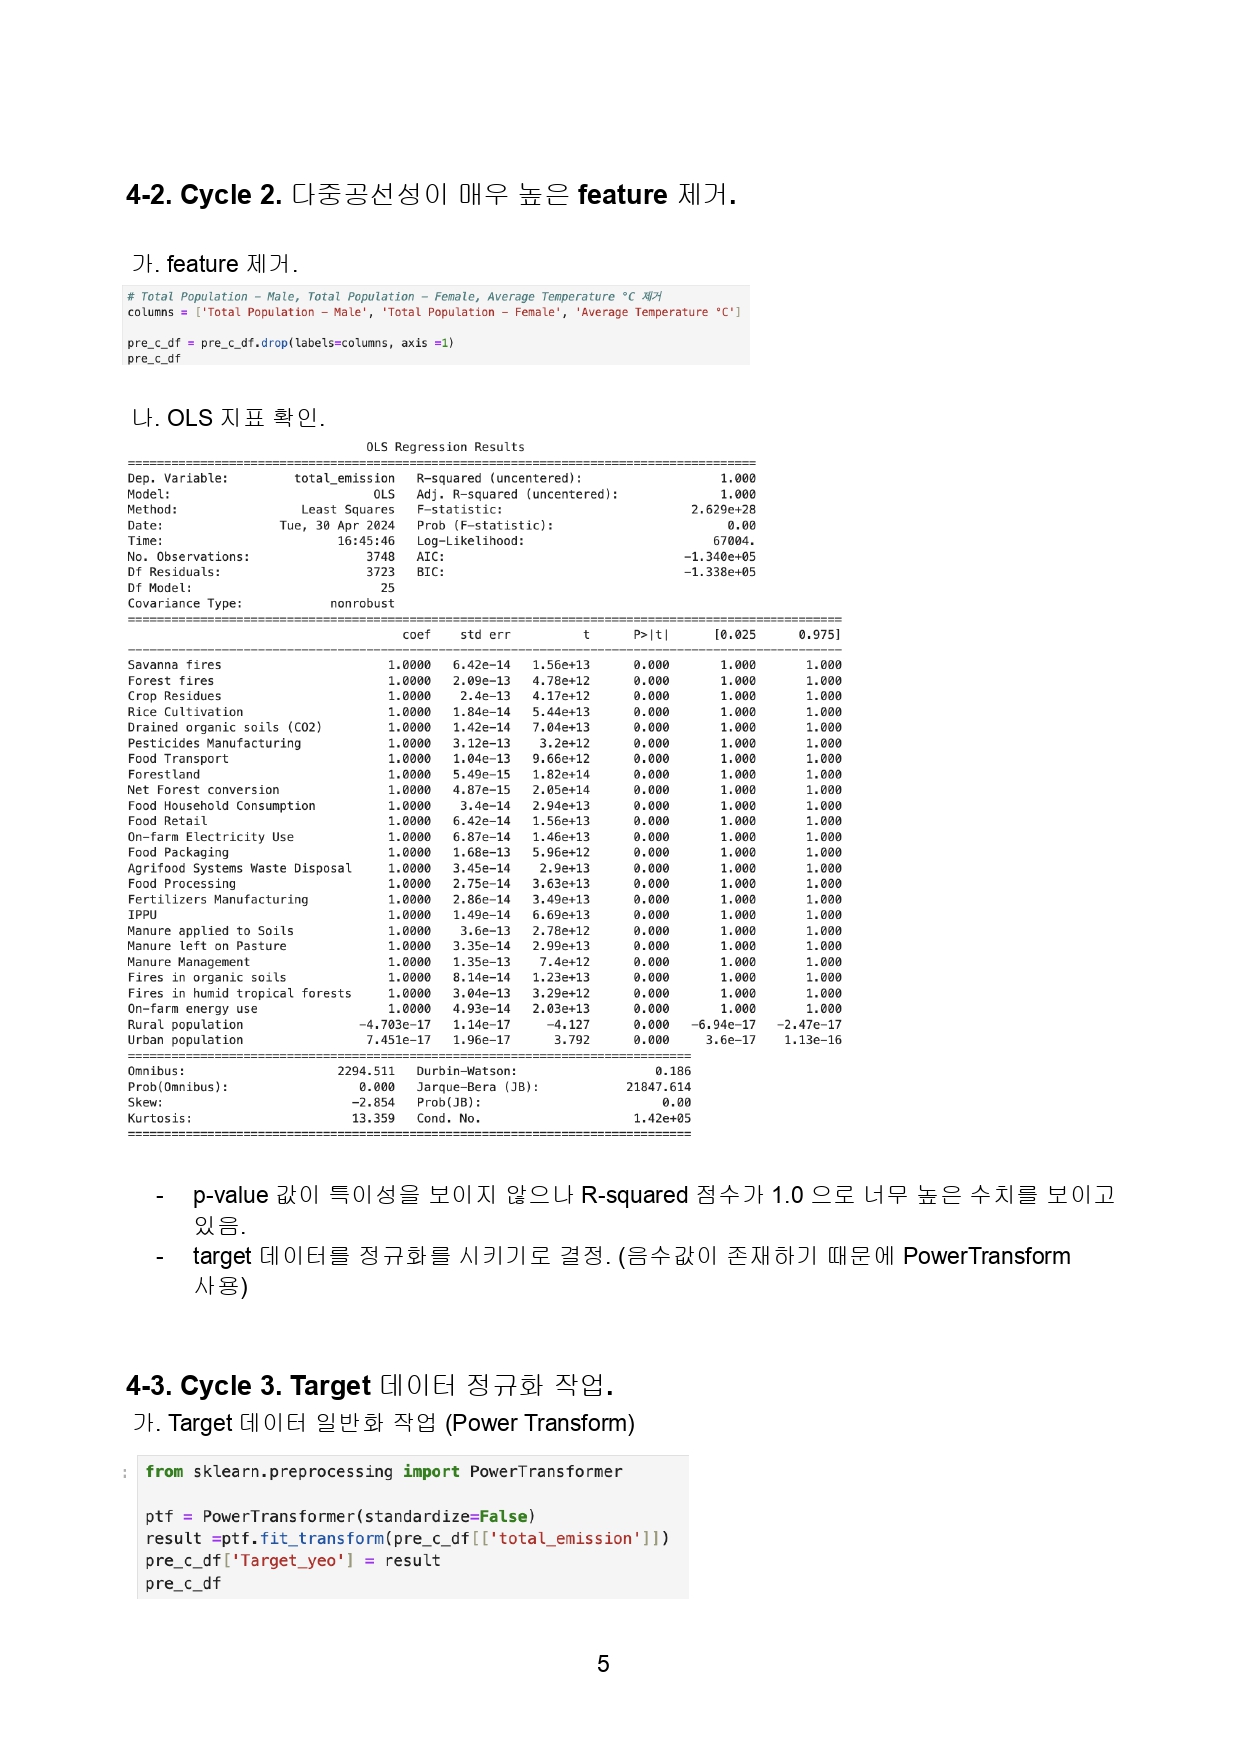 4-2. Cycle 2. 다중공선성이 매우 높은 feature 제거.
가. feature 제거.
# Total Population - Male, Total Population - Female, Average Temperature °C 제거
columns = ['Total Population - Male', 'Total Population - Female', 'Average Temperature °C']
pre_c_df = pre_c_df.drop(labels=columns, axis =1)
pre_c_df
나. OLS 지표 확인.
OLS Regression Results
==============================================================================
Dep. Variable: total_emission R-squared (uncentered): 1.000
Model: OLS Adj. R-squared (uncentered): 1.000
Method: Least Squares F-statistic: 2.629e+28
Date: Tue, 30 Apr 2024 Prob (F-statistic): 0.00
Time: 16:45:46 Log-Likelihood: 67004.
No. Observations: 3748 AIC: -1.340e+05
Df Residuals: 3723 BIC: -1.338e+05
Df Model: 25
Covariance Type: nonrobust
==============================================================================
coef std err t P>|t| [0.025 0.975]
------------------------------------------------------------------------------
Savanna fires 1.0000 6.42e-14 1.56e+13 0.000 1.000 1.000
Forest fires 1.0000 2.09e-13 4.78e+12 0.000 1.000 1.000
Crop Residues 1.0000 2.4e-13 4.17e+12 0.000 1.000 1.000
Rice Cultivation 1.0000 1.84e-14 5.44e+13 0.000 1.000 1.000
Drained organic soils (CO2) 1.0000 1.42e-14 7.04e+13 0.000 1.000 1.000
Pesticides Manufacturing 1.0000 3.12e-13 3.2e+12 0.000 1.000 1.000
Food Transport 1.0000 1.04e-13 9.66e+12 0.000 1.000 1.000
Forestland 1.0000 5.49e-15 1.82e+14 0.000 1.000 1.000
Net Forest conversion 1.0000 4.87e-15 2.05e+14 0.000 1.000 1.000
Food Household Consumption 1.0000 3.4e-14 2.94e+13 0.000 1.000 1.000
Food Retail 1.0000 6.42e-14 1.56e+13 0.000 1.000 1.000
On-farm Electricity Use 1.0000 6.87e-14 1.46e+13 0.000 1.000 1.000
Food Packaging 1.0000 1.68e-13 5.96e+12 0.000 1.000 1.000
Agrifood Systems Waste Disposal 1.0000 3.45e-14 2.9e+13 0.000 1.000 1.000
Food Processing 1.0000 2.75e-14 3.63e+13 0.000 1.000 1.000
Fertilizers Manufacturing 1.0000 2.86e-14 3.49e+13 0.000 1.000 1.000
IPPU 1.0000 1.49e-14 6.69e+13 0.000 1.000 1.000
Manure applied to Soils 1.0000 3.6e-13 2.78e+12 0.000 1.000 1.000
Manure left on Pasture 1.0000 3.35e-14 2.99e+13 0.000 1.000 1.000
Manure Management 1.0000 1.35e-13 7.4e+12 0.000 1.000 1.000
Fires in organic soils 1.0000 8.14e-14 1.23e+13 0.000 1.000 1.000
Fires in humid tropical forests 1.0000 3.04e-13 3.29e+12 0.000 1.000 1.000
On-farm energy use 1.0000 4.93e-14 2.03e+13 0.000 1.000 1.000
Rural population -4.703e-17 1.14e-17 -4.127 0.000 -6.94e-17 -2.47e-17
Urban population 7.451e-17 1.96e-17 3.792 0.000 3.6e-17 1.13e-16
==============================================================================
Omnibus: 2294.511 Durbin-Watson: 0.186
Prob(Omnibus): 0.000 Jarque-Bera (JB): 21847.614
Skew: -2.854 Prob(JB): 0.00
Kurtosis: 13.359 Cond. No. 1.42e+05
==============================================================================
- p-value 값이 특이성을 보이지 않으나 R-squared 점수가 1.0 으로 너무 높은 수치를 보이고
있음.
- target 데이터를 정규화를 시키기로 결정. (음수값이 존재하기 때문에 PowerTransform
사용)
4-3. Cycle 3. Target 데이터 정규화 작업.
가. Target 데이터 일반화 작업 (Power Transform)
: from sklearn.preprocessing import PowerTransformer
ptf = PowerTransformer(standardize=False)
result =ptf.fit_transform(pre_c_df[['total_emission']])
pre_c_df['Target_yeo'] = result
pre_c_df
5